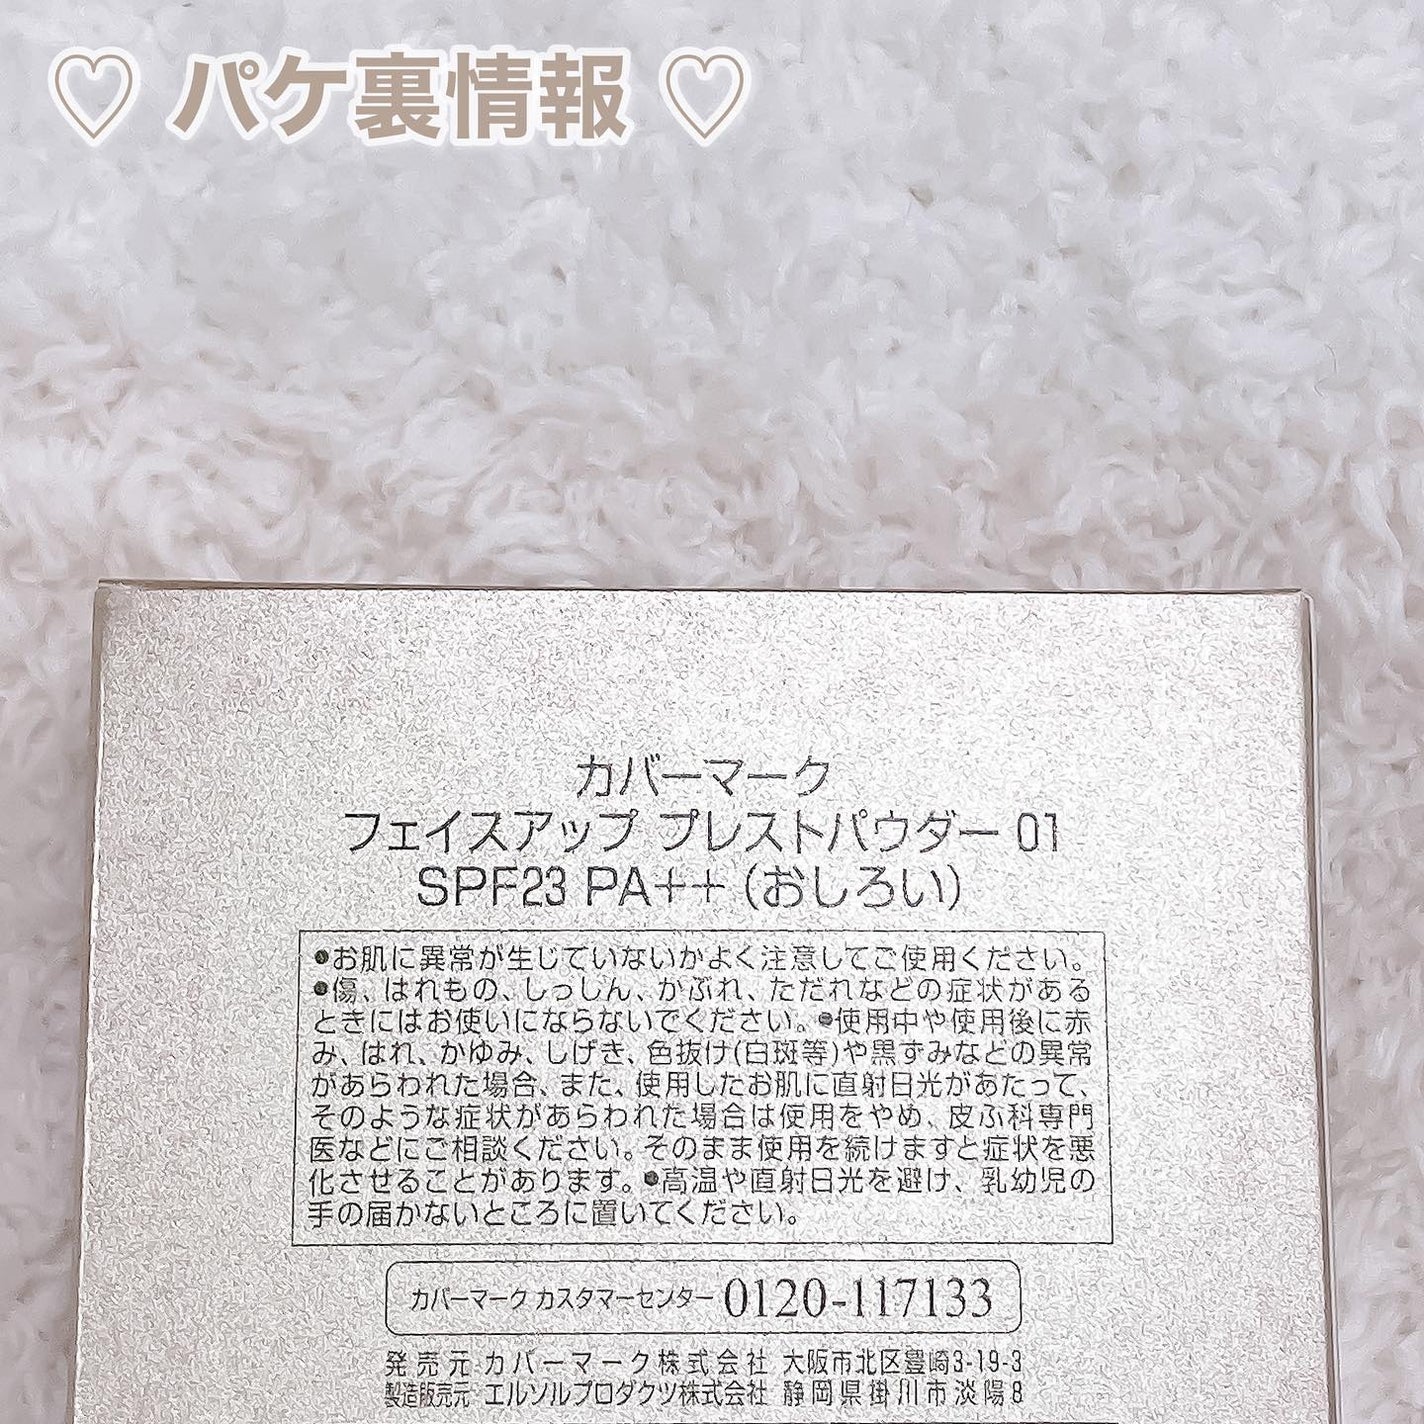 ♡ パケ裏情報 ♡
カバーマーク
フェイスアップ プレストパウダー 01
SPF23 PA++（おしろい）
●お肌に異常が生じていないかよく注意してご使用ください。
●傷、はれもの、しっしん、かぶれ、ただれなどの症状がある
ときにはお使いにならないでください。●使用中や使用後に赤
み、はれ、かゆみ、しげき、色抜け(白斑等)や黒ずみなどの異常
があらわれた場合、また、使用したお肌に直射日光があたって、
そのような症状があらわれた場合は使用をやめ、皮ふ科専門
医などにご相談ください。そのまま使用を続けますと症状を悪
化させることがあります。●高温や直射日光を避け、乳幼児の
手の届かないところに置いてください。
カバーマーク カスタマーセンター 0120-117133
発売元 カバーマーク株式会社 大阪市北区豊崎3-19-3
製造販売元 エルソルプロダクツ株式会社 静岡県掛川市淡陽8